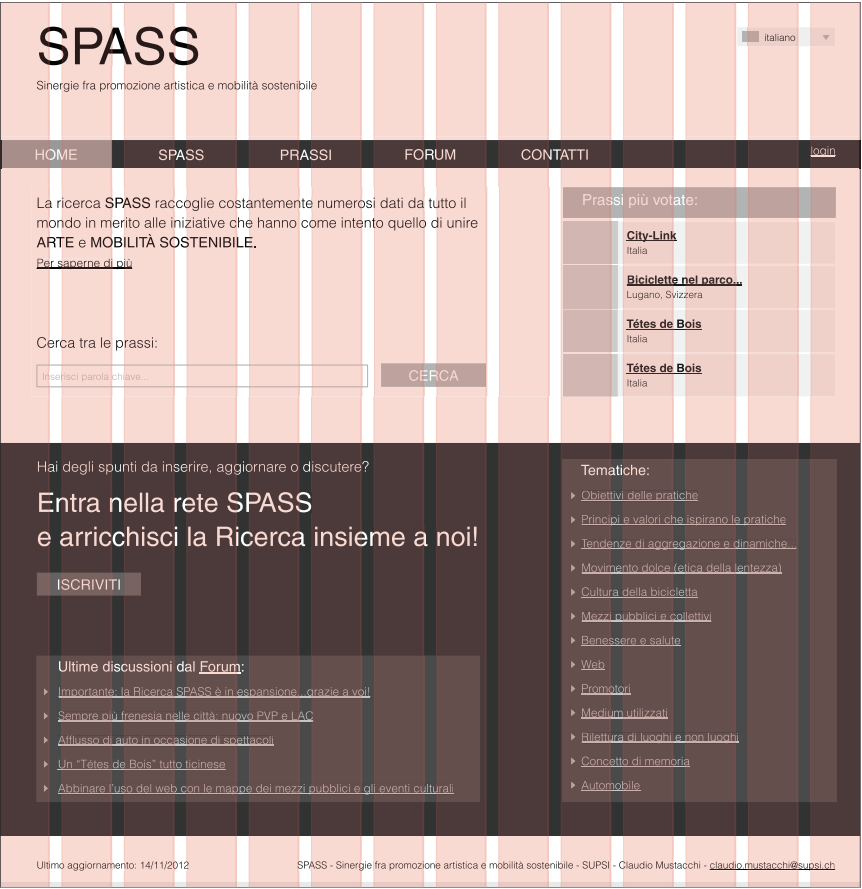 SPASS
italiano
Sinergie fra promozione artistica e mobilità sostenibile
HOME SPASS PRASSI FORUM CONTATTI login
La ricerca SPASS raccoglie costantemente numerosi dati da tutto il
mondo in merito alle iniziative che hanno come intento quello di unire
ARTE e MOBILITÀ SOSTENIBILE.
Per saperne di più
Cerca tra le prassi:
Inserisci parola chiave...
CERCA
Prassi più votate:
City-Link
Italia
Biciclette nel parco...
Lugano, Svizzera
Tétes de Bois
Italia
Tétes de Bois
Italia
Hai degli spunti da inserire, aggiornare o discutere?
Entra nella rete SPASS
e arricchisci la Ricerca insieme a noi!
ISCRIVITI
Ultime discussioni dal Forum:
Importante: la Ricerca SPASS è in espansione...grazie a voi!
Sempre più frenesia nelle città: nuovo PVP e LAC
Afflusso di auto in occasione di spettacoli
Un “Tétes de Bois” tutto ticinese
Abbinare l'uso del web con le mappe dei mezzi pubblici e gli eventi culturali
Tematiche:
Obiettivi delle pratiche
Principi e valori che ispirano le pratiche
Tendenze di aggregazione e dinamiche...
Movimento dolce (etica della lentezza)
Cultura della bicicletta
Mezzi pubblici e collettivi
Benessere e salute
Web
Promotori
Medium utilizzati
Rilettura di luoghi e non luoghi
Concetto di memoria
Automobile
Ultimo aggiornamento: 14/11/2012
SPASS - Sinergie fra promozione artistica e mobilità sostenibile - SUPSI - Claudio Mustacchi - claudio.mustacchi@supsi.ch